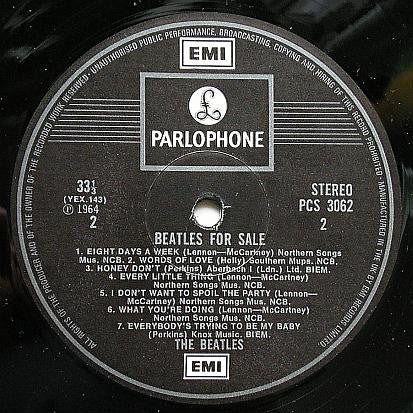 UNAUTHORISED PUBLIC PERFORMANCE, BROADCASTING, COPYING AND HIRING OF THIS RECORD PROHIBITED—MANUFACTURED IN THE UK BY EMI RECORDS LIMITED
ALL RIGHTS OF THE PRODUCER AND OF THE OWNER OF THE RECORDED WORK RESERVED—
EMI
£
PARLOPHONE
33⅓
(YEX.143)
℗ 1964
2
STEREO
PCS 3062
2
BEATLES FOR SALE
1. EIGHT DAYS A WEEK (Lennon—McCartney) Northern Songs
Mus. NCB. 2. WORDS OF LOVE (Holly) Southern Mups. NCB.
3. HONEY DON'T (Perkins) Aberbach (Ldn.) Ltd. BIEM.
4. EVERY LITTLE THING (Lennon—McCartney)
Northern Songs Mus. NCB.
5. I DON'T WANT TO SPOIL THE PARTY (Lennon—
McCartney) Northern Songs Mus. NCB.
6. WHAT YOU'RE DOING (Lennon—McCartney)
Northern Songs Mus. NCB.
7. EVERYBODY'S TRYING TO BE MY BABY
(Perkins) Knox Music. BIEM.
THE BEATLES
EMI